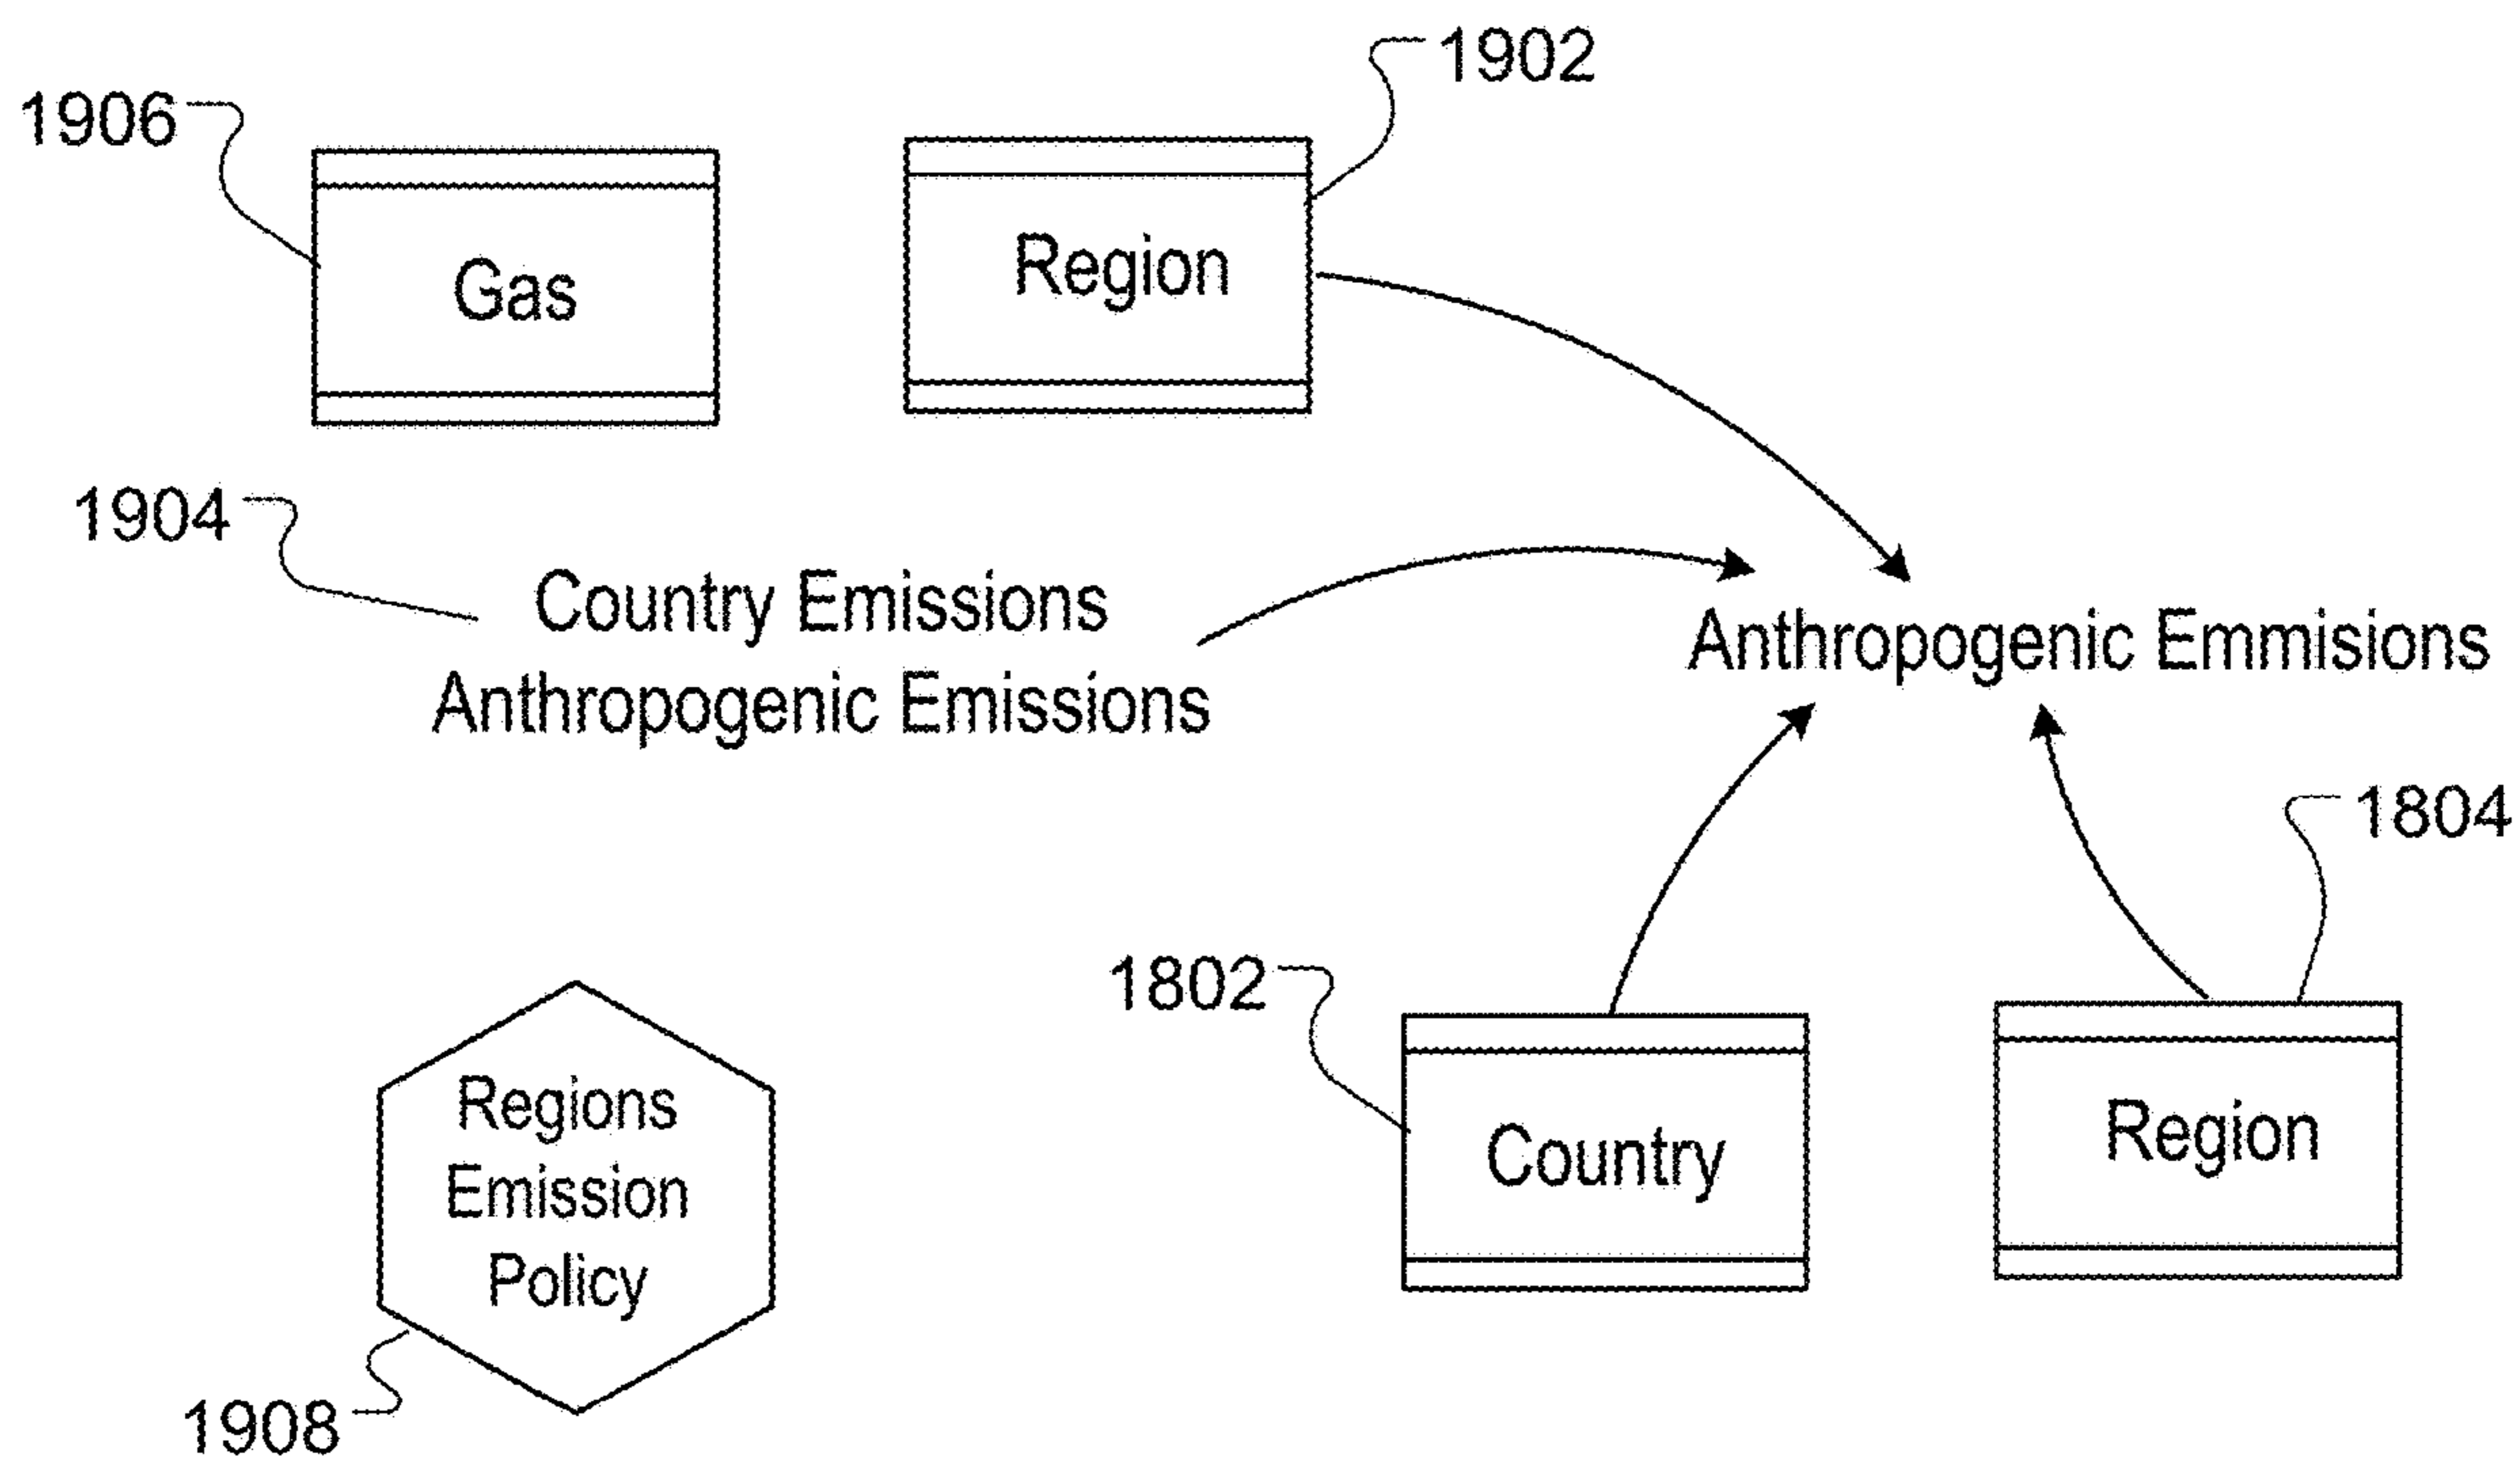 1902
1906
Gas
Region
1904
Country Emissions
Anthropogenic Emissions
Anthropogenic Emmisions
1804
1802
Regions
Emission
Policy
Country
Region
1908